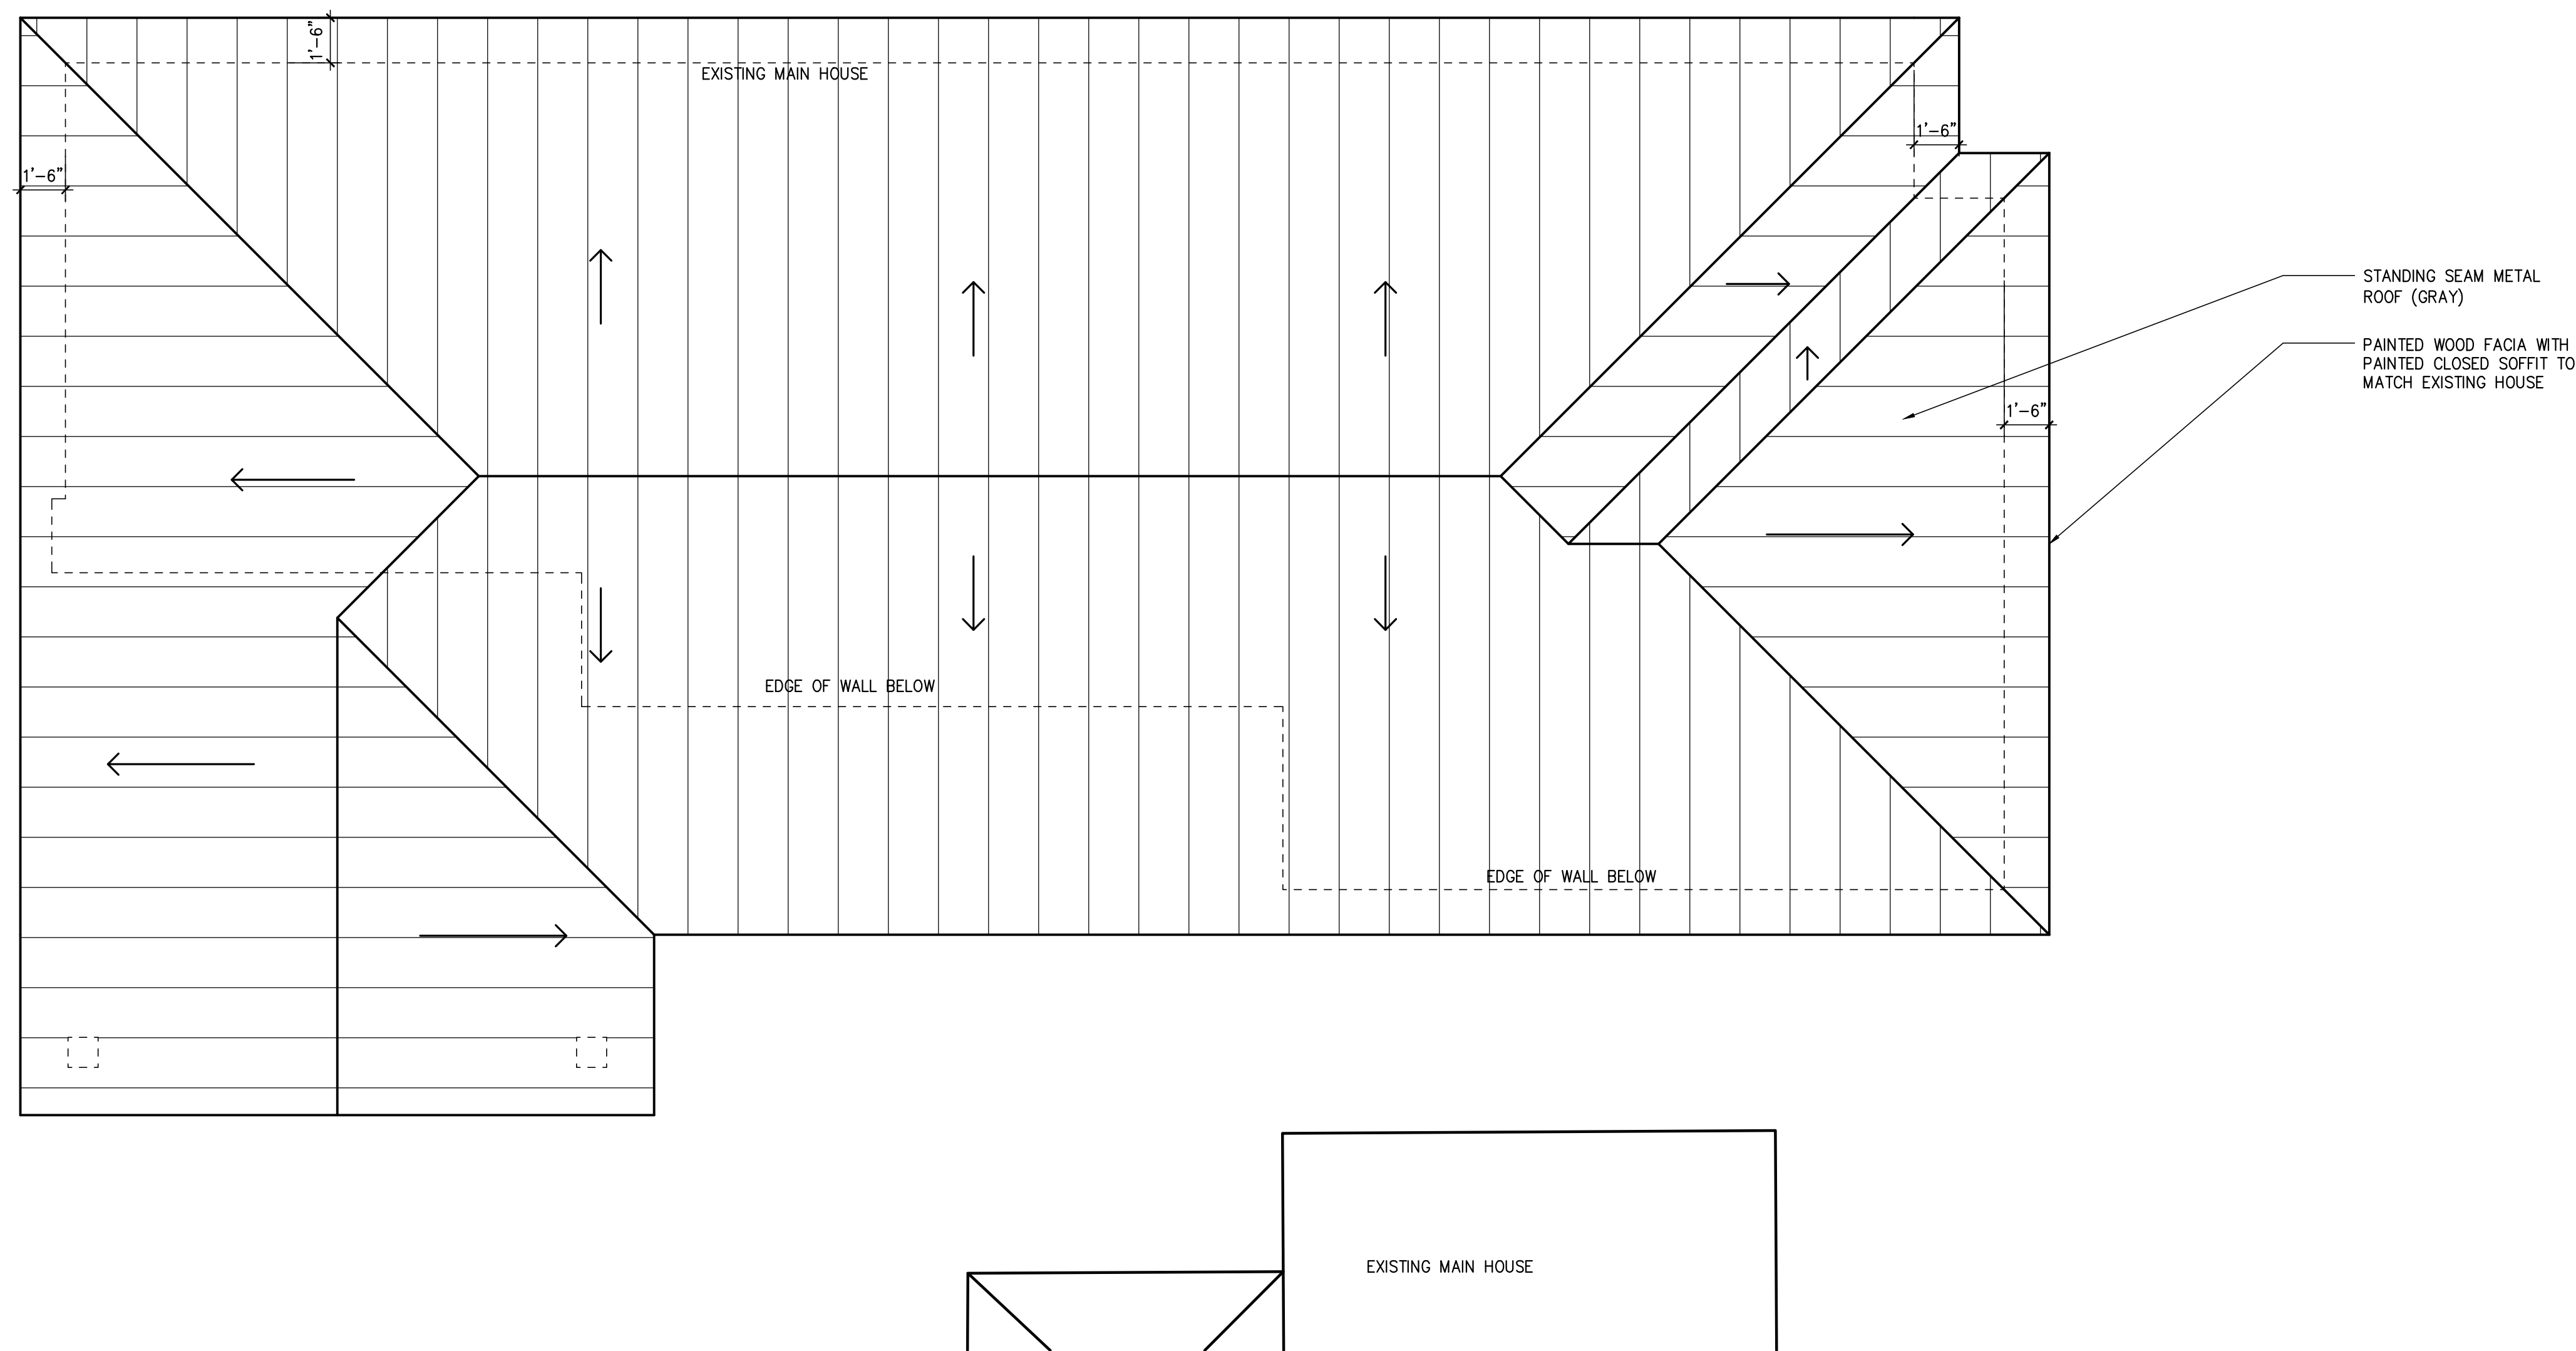 1'-6"
EXISTING MAIN HOUSE
1'-6"
1'-6"
STANDING SEAM METAL
ROOF (GRAY)
PAINTED WOOD FACIA WITH
PAINTED CLOSED SOFFIT TO
MATCH EXISTING HOUSE
1'-6"
EDGE OF WALL BELOW
EDGE OF WALL BELOW
EXISTING MAIN HOUSE